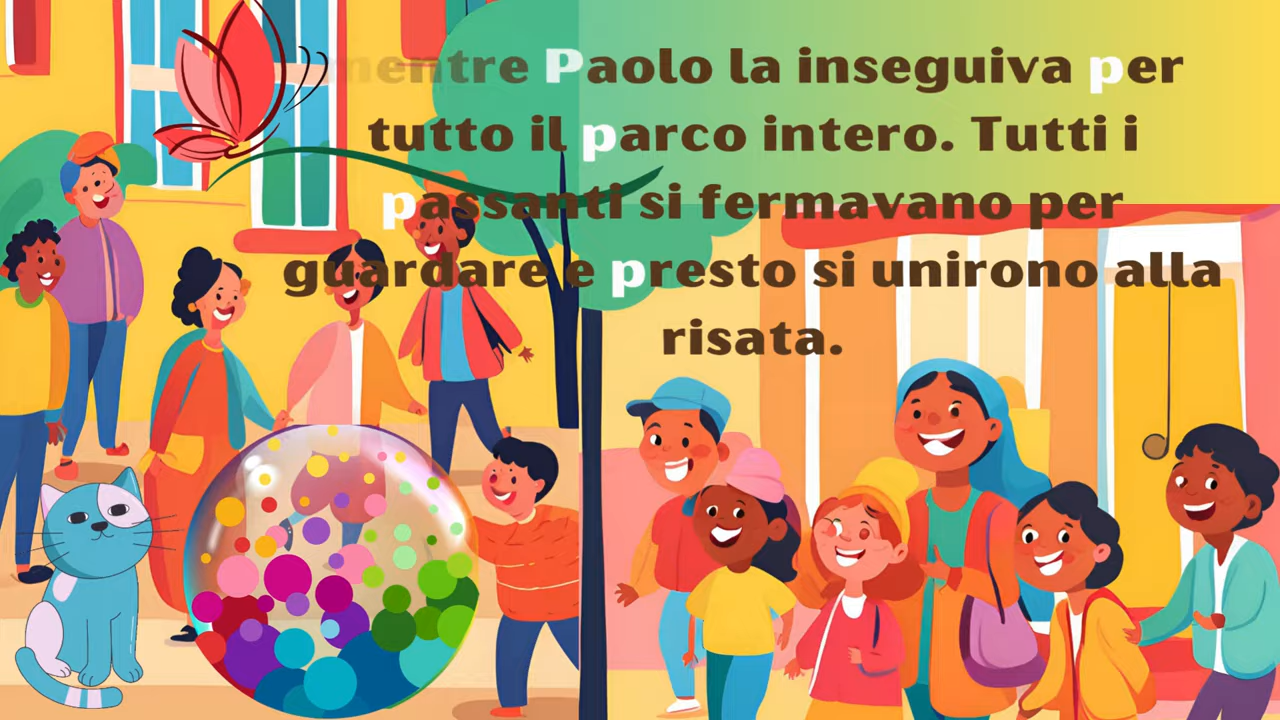 mentre Paolo la inseguiva per
tutto il parco intero. Tutti i
passanti si fermavano per
guardare e presto si unirono alla
risata.